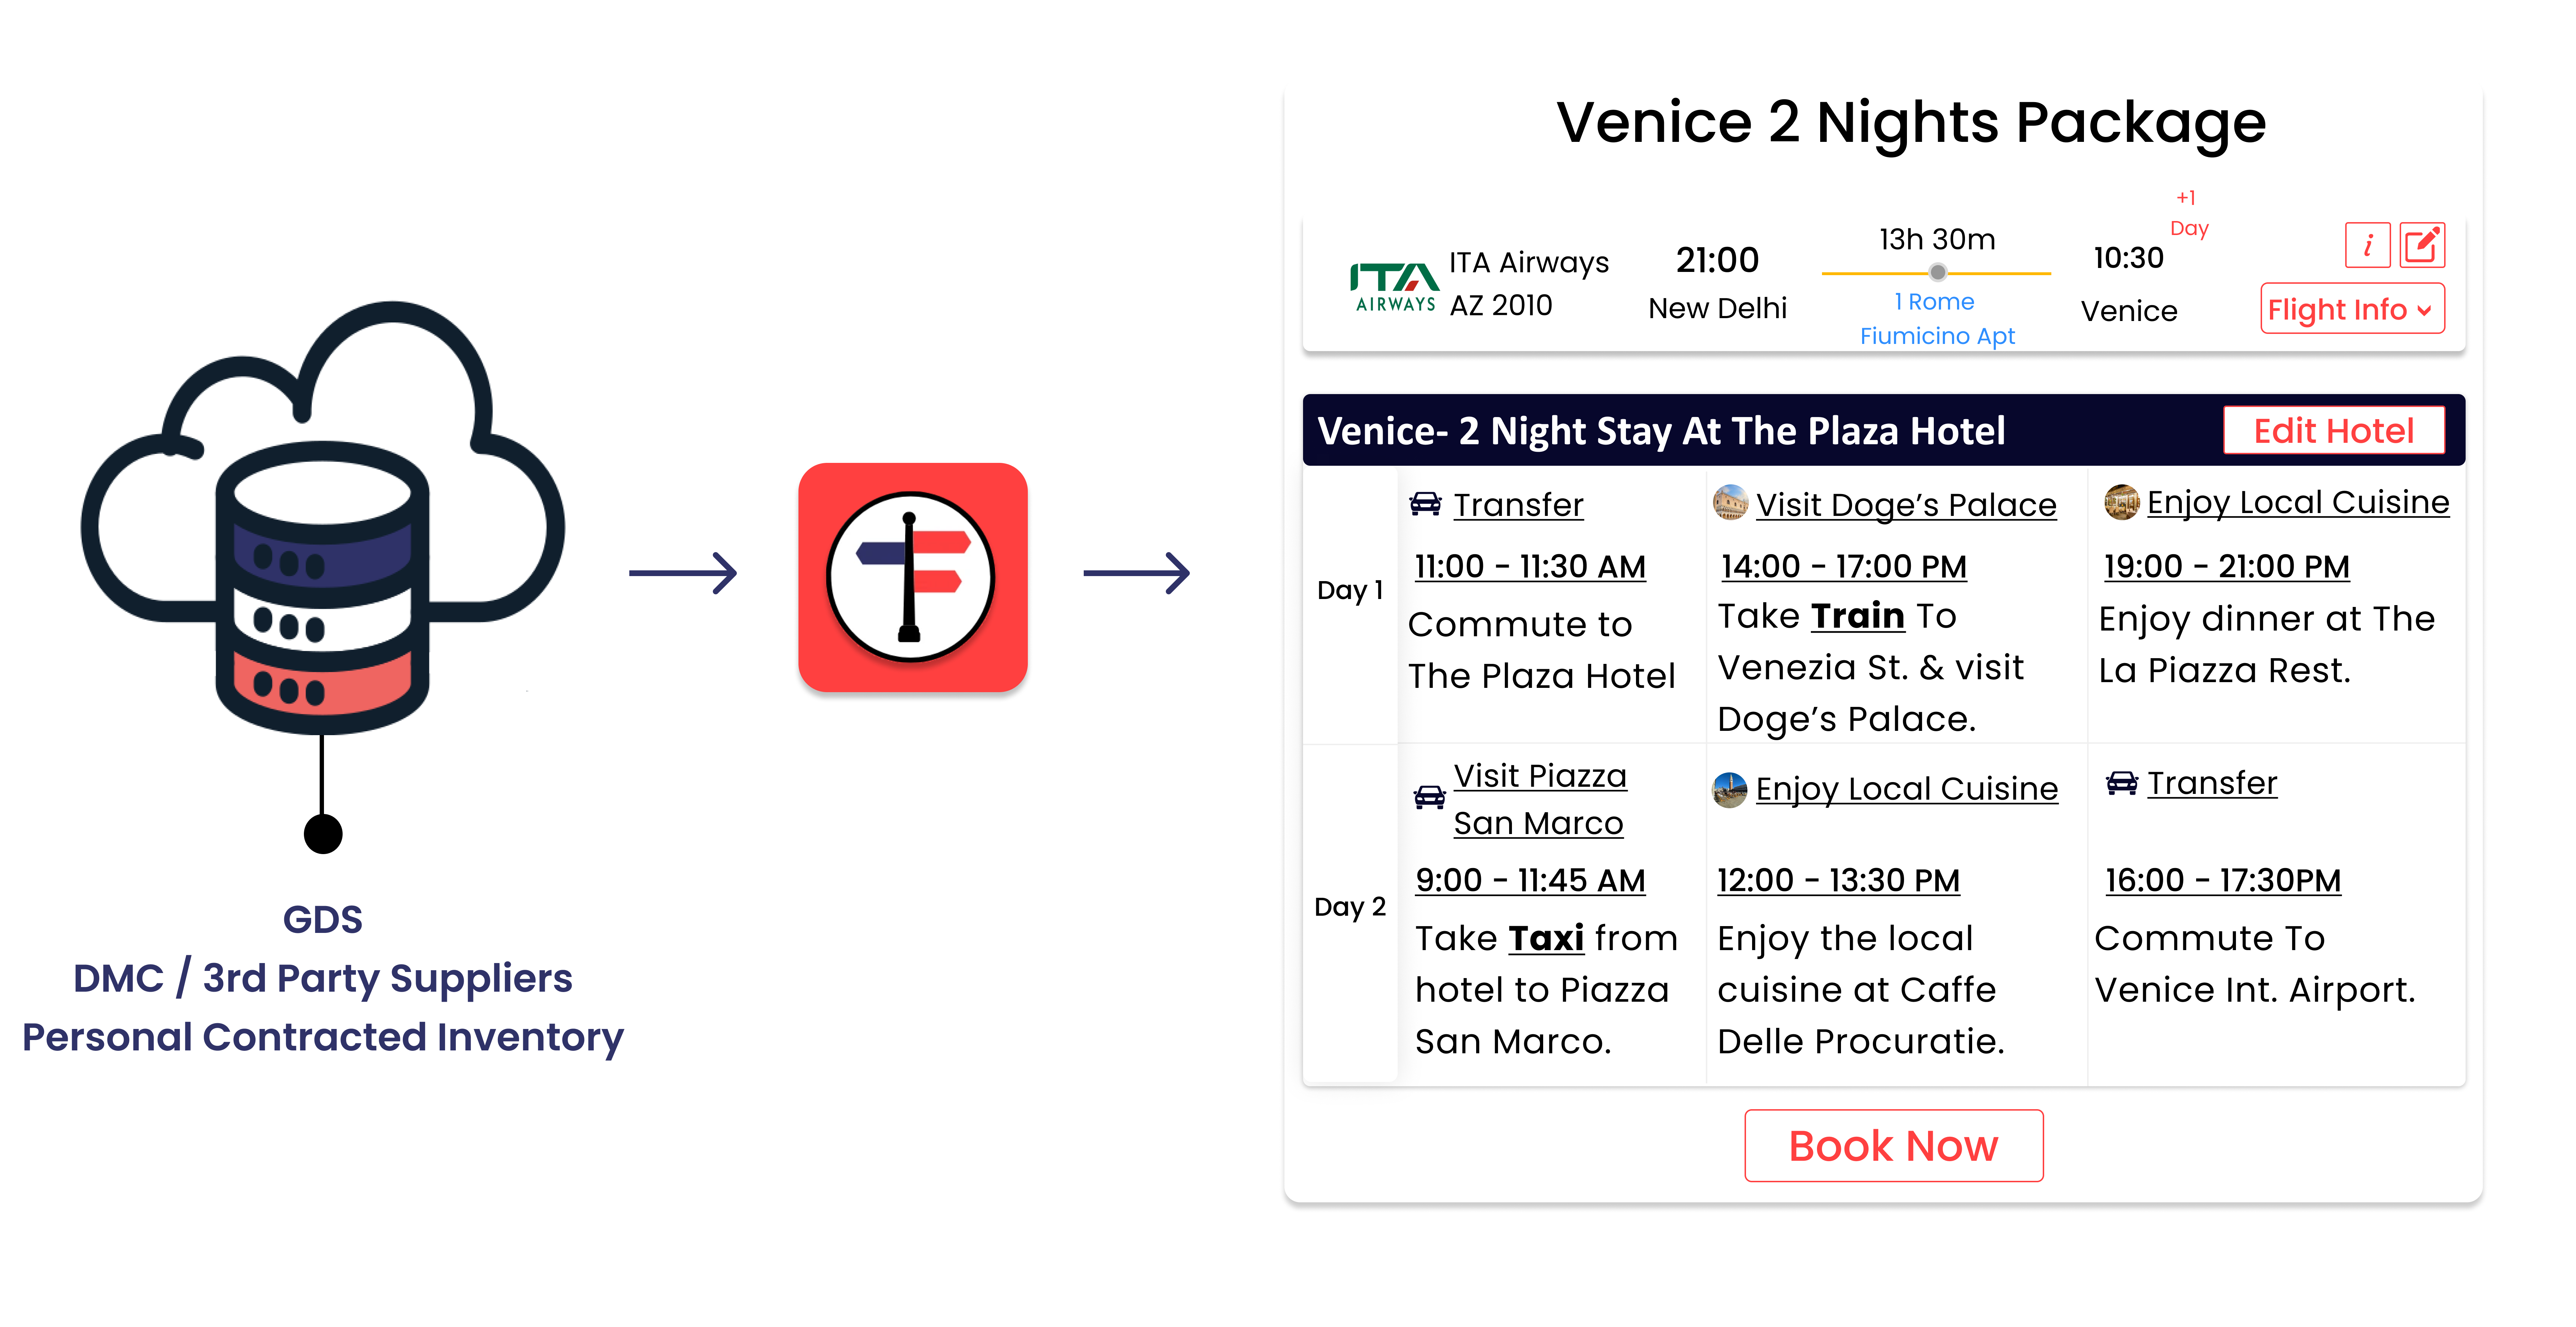 GDS
DMC / 3rd Party Suppliers
Personal Contracted Inventory
Venice 2 Nights Package
ITA
AIRWAYS
ITA Airways
AZ 2010
21:00
New Delhi
13h 30m
1 Rome
Fiumicino Apt
+1
Day
10:30
Venice
i
Flight Info
Venice- 2 Night Stay At The Plaza Hotel
Edit Hotel
Day 1
Transfer
11:00 - 11:30 AM
Commute to
The Plaza Hotel
Visit Doge’s Palace
14:00 - 17:00 PM
Take Train To
Venezia St. & visit
Doge’s Palace.
Enjoy Local Cuisine
19:00 - 21:00 PM
Enjoy dinner at The
La Piazza Rest.
Day 2
Visit Piazza
San Marco
9:00 - 11:45 AM
Take Taxi from
hotel to Piazza
San Marco.
Enjoy Local Cuisine
12:00 - 13:30 PM
Enjoy the local
cuisine at Caffe
Delle Procuratie.
Transfer
16:00 - 17:30PM
Commute To
Venice Int. Airport.
Book Now